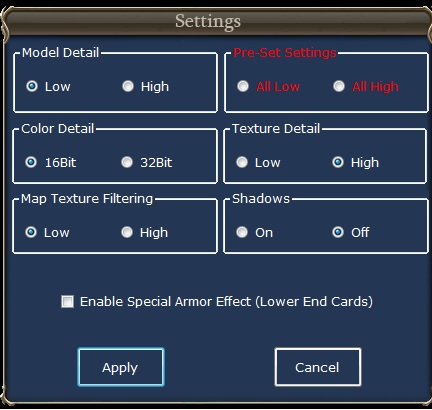 Settings
Model Detail
Low High
Pre-Set Settings
All Low All High
Color Detail
16Bit 32Bit
Texture Detail
Low High
Map Texture Filtering
Low High
Shadows
On Off
Enable Special Armor Effect (Lower End Cards)
Apply Cancel